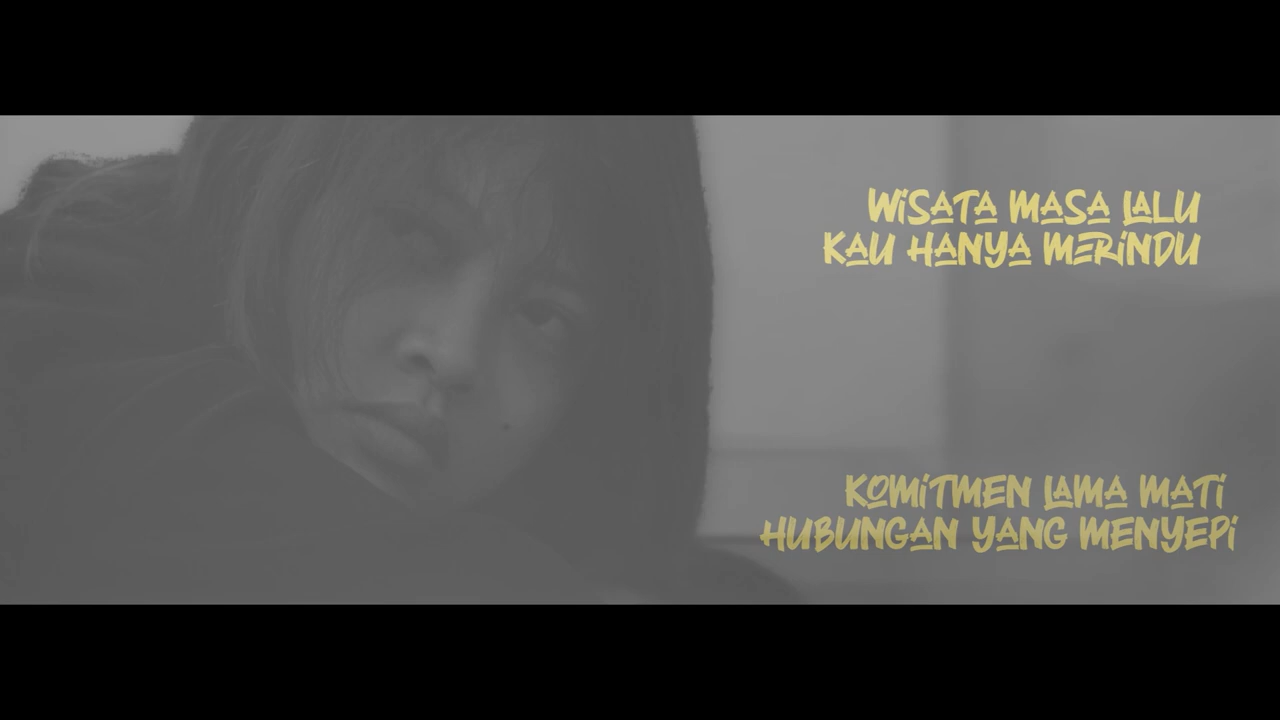 WiSATA MASA LALU
KAU HANYA MERiNDU
KOMiTMEN LAMA MATi
HUBUNGAN YANG MENYEPi